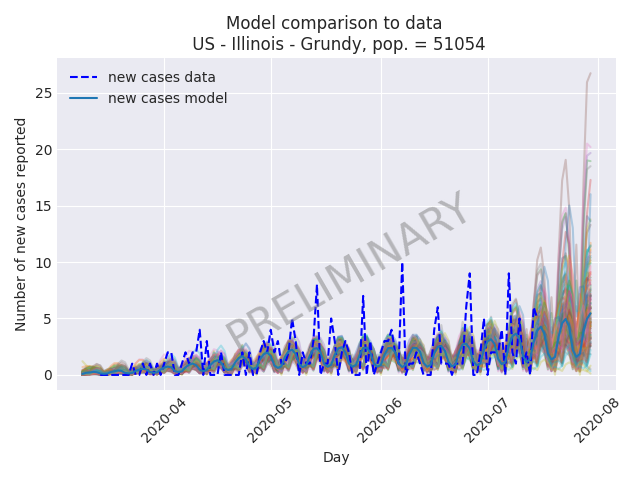 Model comparison to data
US - Illinois - Grundy, pop. = 51054
new cases data
new cases model
PRELIMINARY
Number of new cases reported
25
20
15
10
5
0
2020-04
2020-05
2020-06
2020-07
2020-08
Day